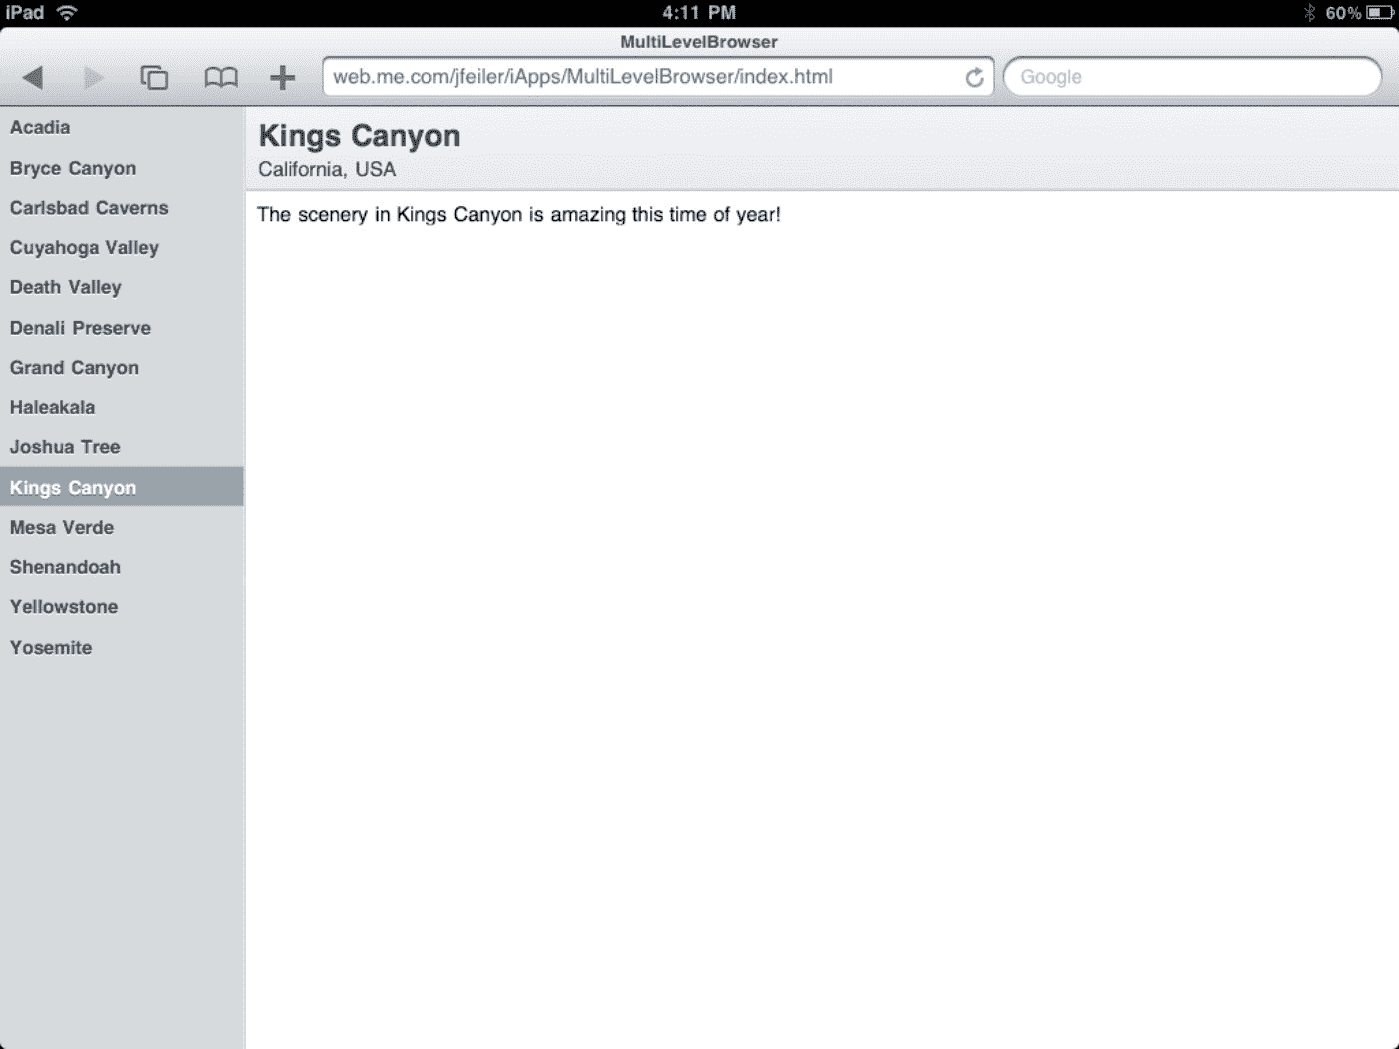 iPad 4:11 PM 60%
MultiLevelBrowser
web.me.com/jfeiler/iApps/MultiLevelBrowser/index.html Google
Acadia
Bryce Canyon
Carlsbad Caverns
Cuyahoga Valley
Death Valley
Denali Preserve
Grand Canyon
Haleakala
Joshua Tree
Kings Canyon
Mesa Verde
Shenandoah
Yellowstone
Yosemite
Kings Canyon
California, USA
The scenery in Kings Canyon is amazing this time of year!